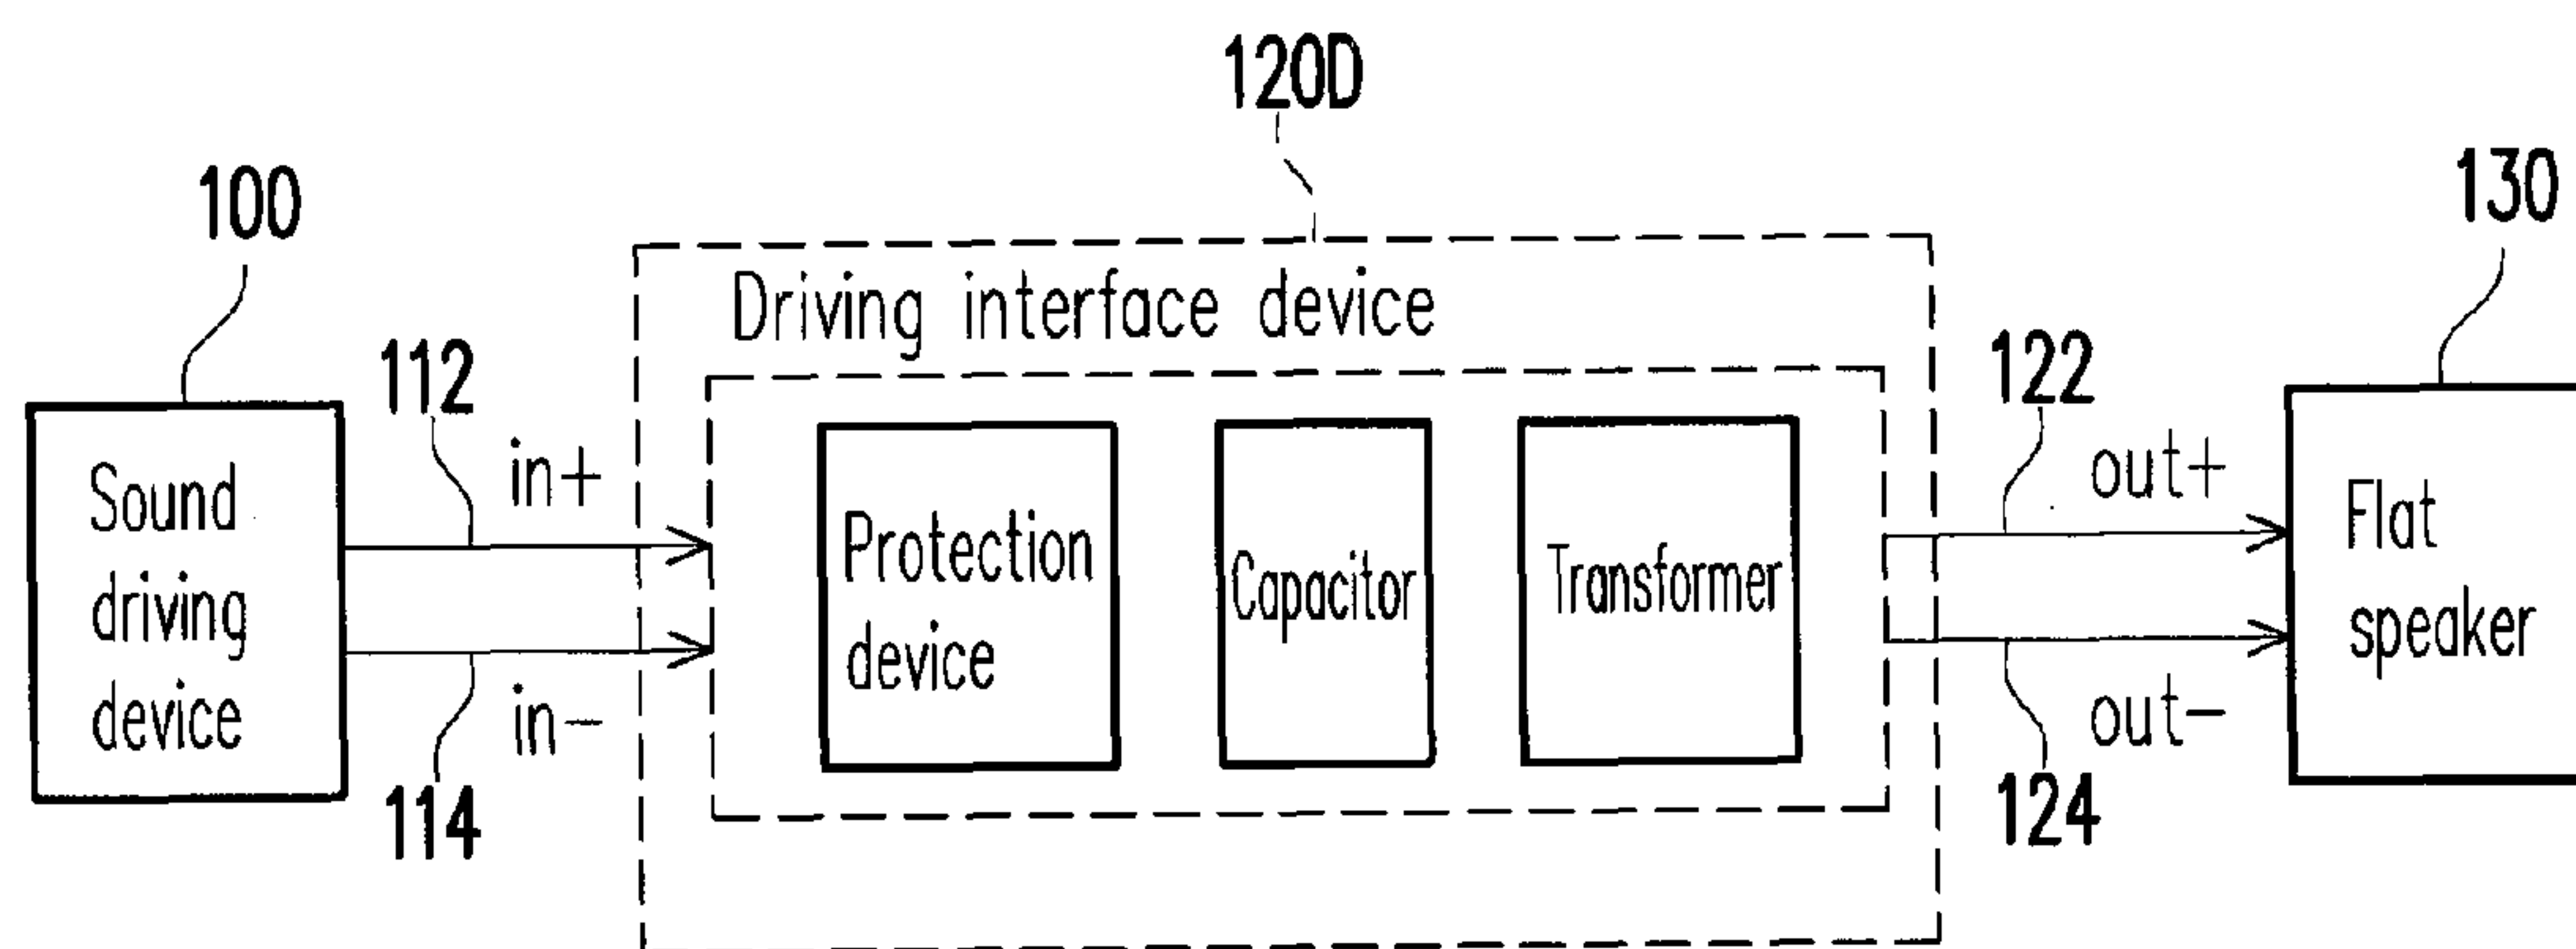 120D
100
130
Driving interface device
112
122
in+
out+
Sound
driving
device
Protection
device
Capacitor
Transformer
Flat
speaker
in-
out-
114
124